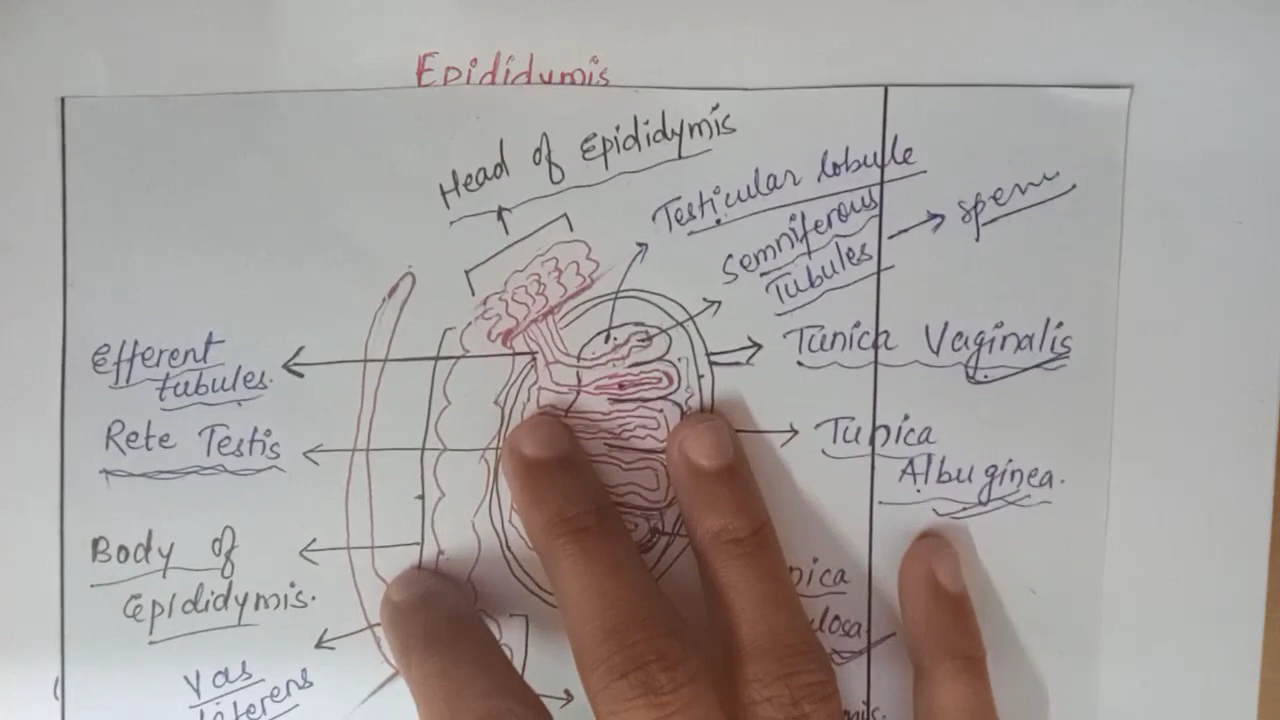 Epididymis
Head of Epididymis
Testicular lobule
Semniferous
Tubules
sperm
Efferent
tubules.
Tunica Vaginalis
Rete Testis
Tunica
Albuginea.
Body of
Epididymis.
Vas